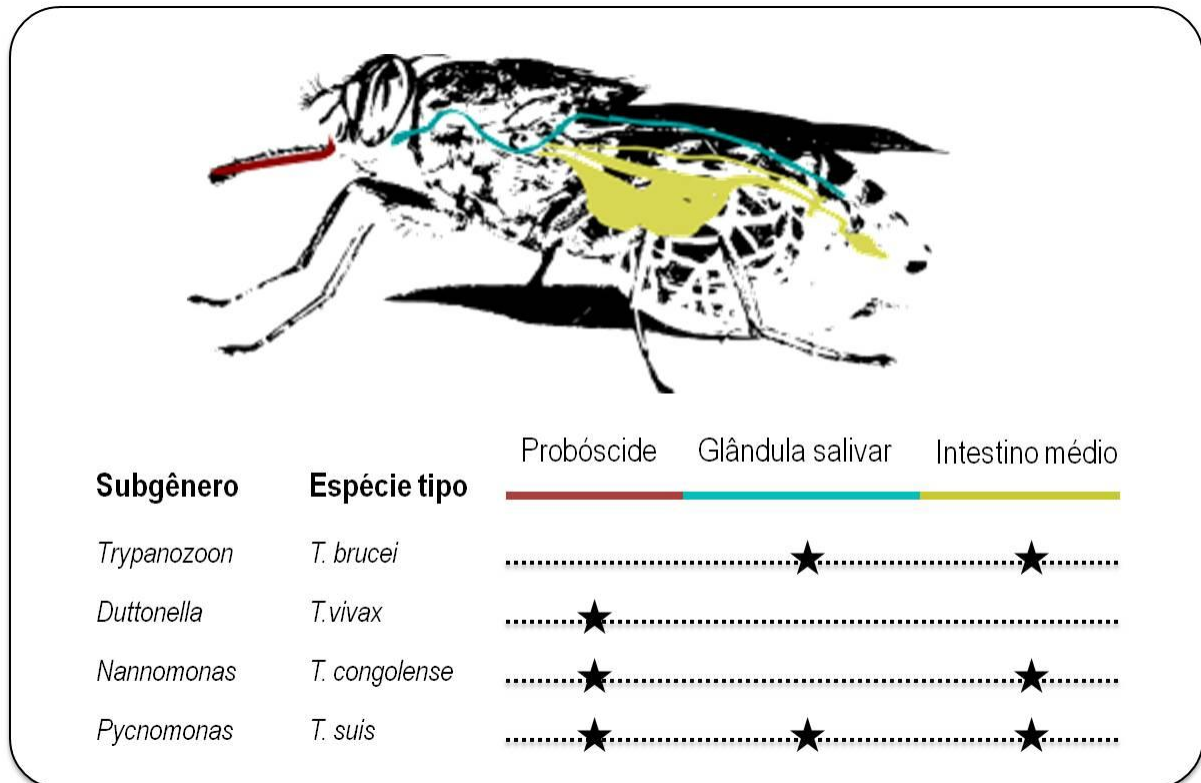 Probóscide Glândula salivar Intestino médio
Subgênero Espécie tipo
Trypanozoon T. brucei
Duttonella T.vivax
Nannomonas T. congolense
Pycnomonas T. suis